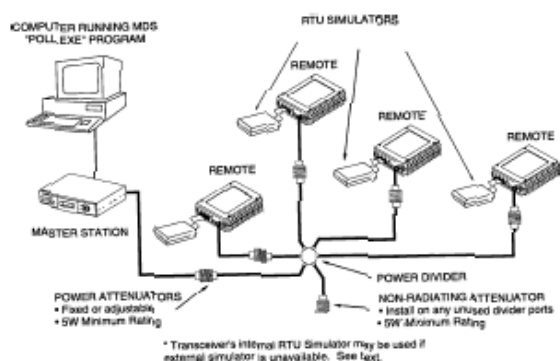 COMPUTER RUNNING MDS
"POLL.EXE" PROGRAM
RTU SIMULATORS
REMOTE
REMOTE
REMOTE
REMOTE
MASTER STATION
POWER ATTENUATORS
• Fixed or adjustable
• 5W Minimum Rating
POWER DIVIDER
NON-RADIATING ATTENUATOR
• Install on any unused divider ports
• 5W Minimum Rating
* Transceiver's internal RTU Simulator may be used if
external simulator is unavailable. See text.